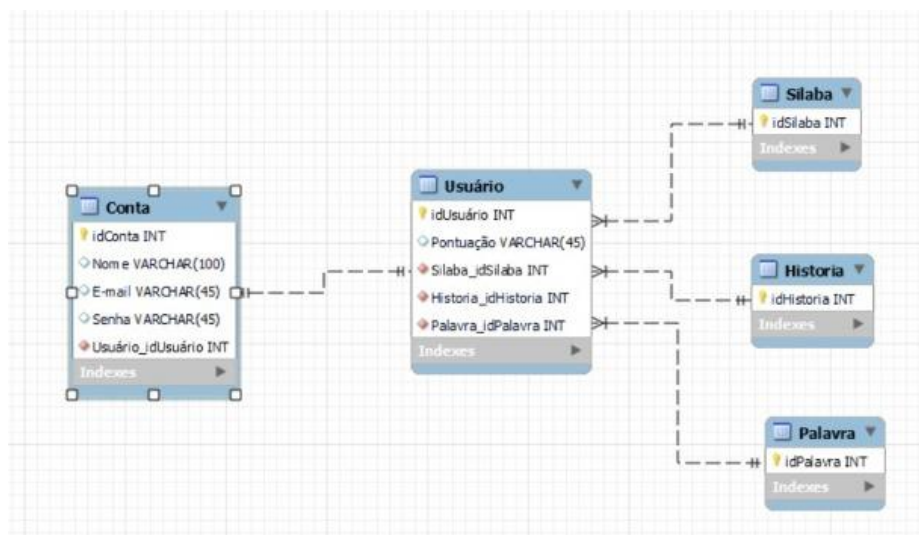 Conta
idConta INT
Nome VARCHAR(100)
E-mail VARCHAR(45)
Senha VARCHAR(45)
Usuário_idUsuário INT
Indexes
Usuário
idUsuário INT
Pontuação VARCHAR(45)
Silaba_idSilaba INT
Historia_idHistoria INT
Palavra_idPalavra INT
Indexes
Silaba
idSilaba INT
Indexes
Historia
idHistoria INT
Indexes
Palavra
idPalavra INT
Indexes